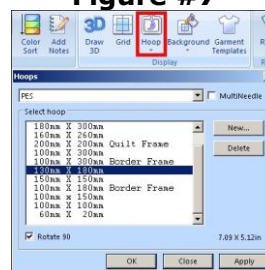 Figure #7
Color Sort
Add Notes
Draw 3D
Grid
Hoop
Background
Garment Templates
Display
Hoops
PES
MultiNeedle
Select hoop
180mm X 300mm
160mm X 260mm
200mm X 200mm Quilt Frame
100mm X 300mm
100mm X 300mm Border Frame
130mm X 180mm
150mm X 150mm
100mm X 180mm Border Frame
100mm x 150mm
100mm X 100mm
60mm X 20mm
New...
Delete
Rotate 90
7.09 X 5.12in
OK
Close
Apply